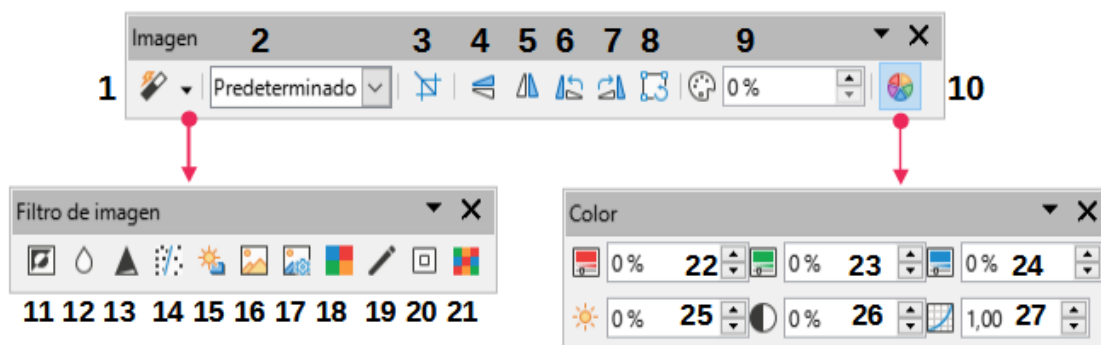 Imagen 2 3 4 5 6 7 8 9
1 Predeterminado 0 % 10
Filtro de imagen
11 12 13 14 15 16 17 18 19 20 21
Color
0 % 22 0 % 23 0 % 24
0 % 25 0 % 26 1,00 27